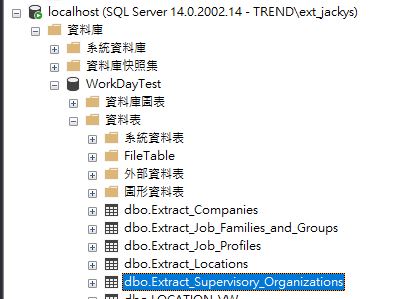 localhost (SQL Server 14.0.2002.14 - TREND\ext_jackys)
資料庫
系統資料庫
資料庫快照集
WorkDayTest
資料庫圖表
資料表
系統資料表
FileTable
外部資料表
圖形資料表
dbo.Extract_Companies
dbo.Extract_Job_Families_and_Groups
dbo.Extract_Job_Profiles
dbo.Extract_Locations
dbo.Extract_Supervisory_Organizations
dbo.LOCATION_VW